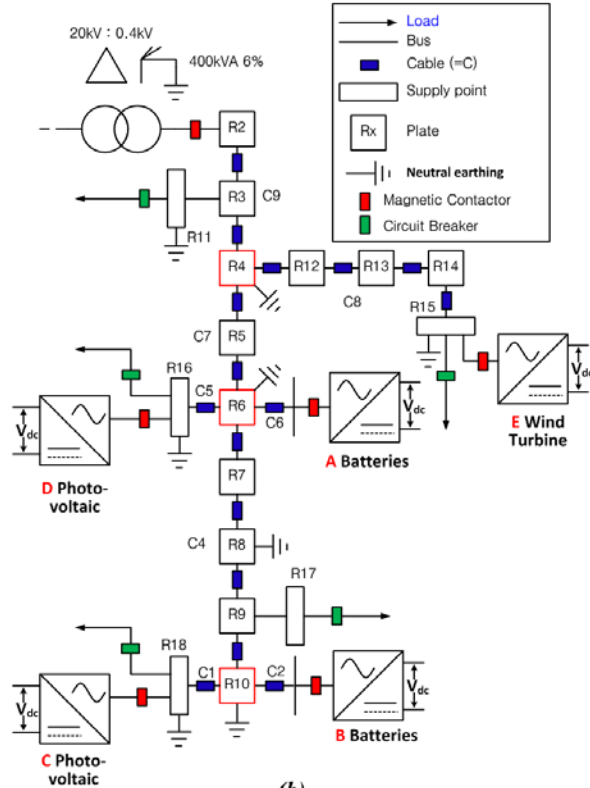 20kV : 0.4kV
400kVA 6%
Load
Bus
Cable (=C)
Supply point
Rx
Plate
Neutral earthing
Magnetic Contactor
Circuit Breaker
R2
R3
C9
R11
R4
R12
R13
R14
C8
R15
C7
R5
R16
C5
R6
C6
Vdc
Vdc
Vdc
E Wind
Turbine
A Batteries
D Photo-
voltaic
R7
C4
R8
R17
R9
R18
C1
R10
C2
Vdc
Vdc
B Batteries
C Photo-
voltaic
(b)